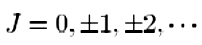 J = 0, ±1, ±2, ···